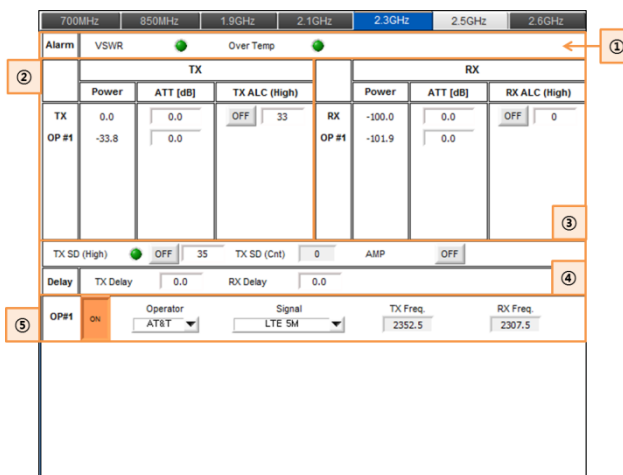 700MHz 850MHz 1.9GHz 2.1GHz 2.3GHz 2.5GHz 2.6GHz
Alarm VSWR Over Temp ①
② TX RX
Power ATT [dB] TX ALC (High) Power ATT [dB] RX ALC (High)
TX 0.0 0.0 OFF 33 RX -100.0 0.0 OFF 0
OP #1 -33.8 0.0 OP #1 -101.9 0.0
③
TX SD (High) OFF 35 TX SD (Cnt) 0 AMP OFF
Delay TX Delay 0.0 RX Delay 0.0 ④
Operator Signal TX Freq. RX Freq.
⑤ OP#1 ON AT&T LTE 5M 2352.5 2307.5